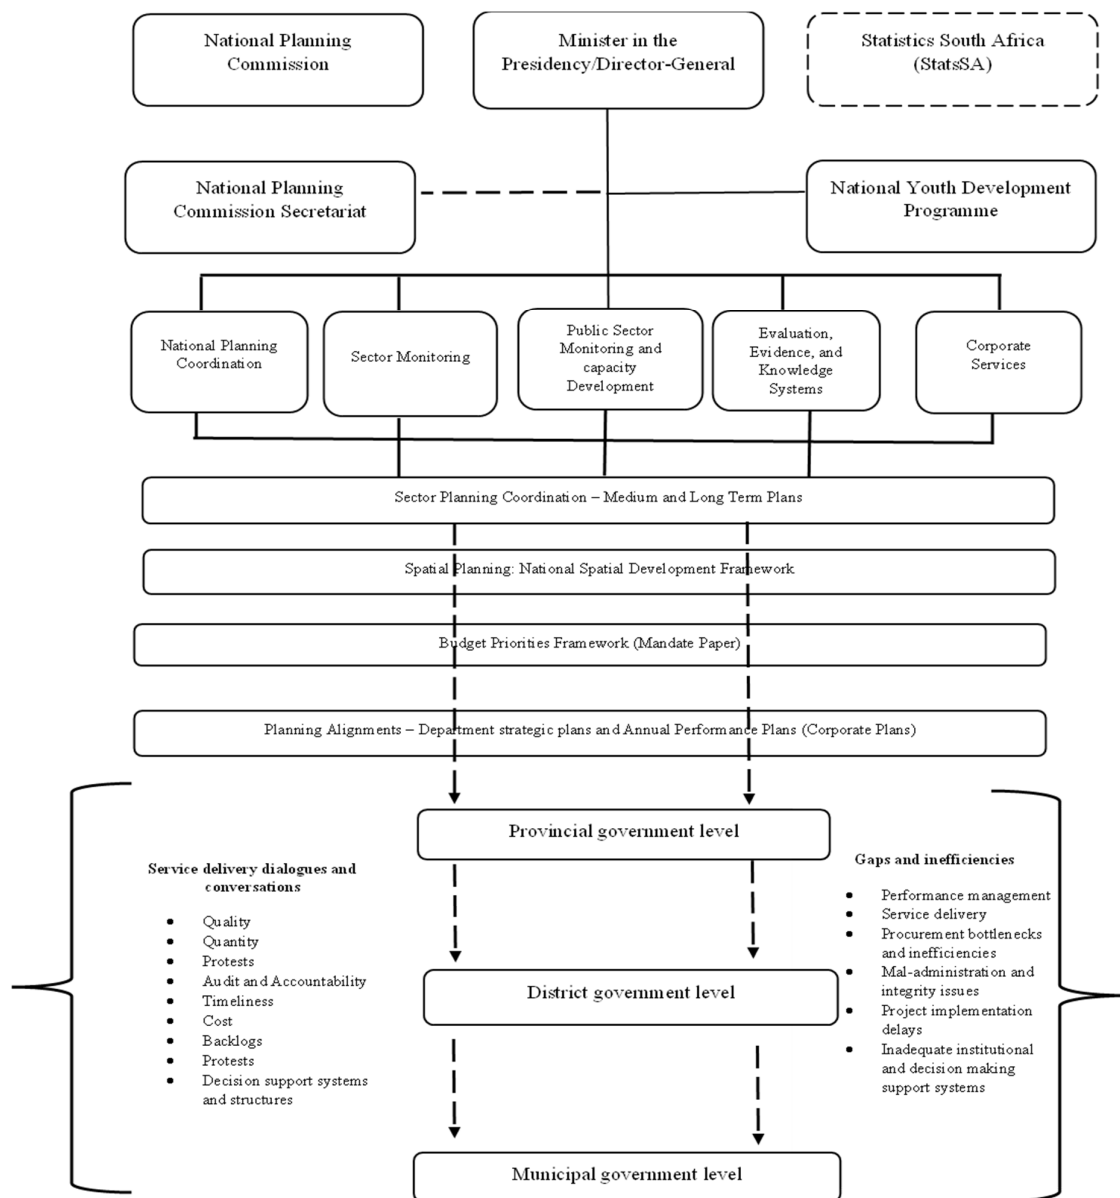 National Planning
Commission
Minister in the
Presidency/Director-General
Statistics South Africa
(StatsSA)
National Planning
Commission Secretariat
National Youth Development
Programme
National Planning
Coordination
Sector Monitoring
Public Sector
Monitoring and
capacity
Development
Evaluation,
Evidence, and
Knowledge
Systems
Corporate
Services
Sector Planning Coordination – Medium and Long Term Plans
Spatial Planning: National Spatial Development Framework
Budget Priorities Framework (Mandate Paper)
Planning Alignments – Department strategic plans and Annual Performance Plans (Corporate Plans)
Provincial government level
Service delivery dialogues and
conversations
• Quality
• Quantity
• Protests
• Audit and Accountability
• Timeliness
• Cost
• Backlogs
• Protests
• Decision support systems
and structures
District government level
Gaps and inefficiencies
• Performance management
• Service delivery
• Procurement bottlenecks
and inefficiencies
• Mal-administration and
integrity issues
• Project implementation
delays
• Inadequate institutional
and decision making
support systems
Municipal government level